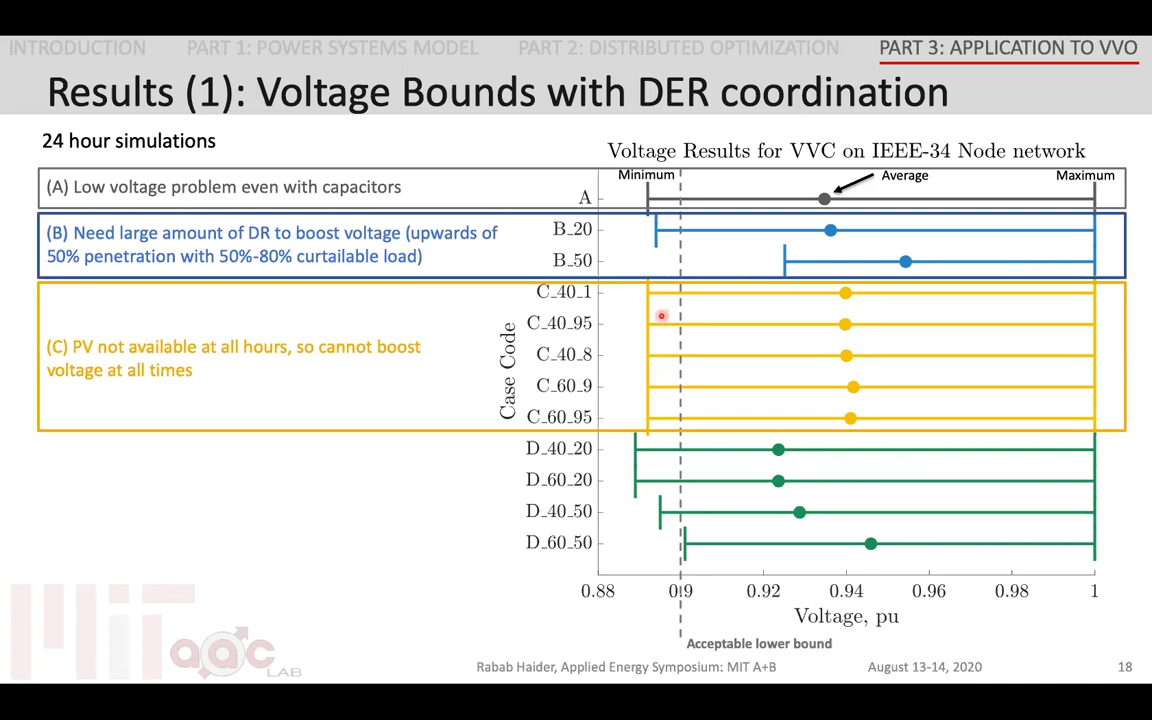 INTRODUCTION PART 1: POWER SYSTEMS MODEL PART 2: DISTRIBUTED OPTIMIZATION PART 3: APPLICATION TO VVO
Results (1): Voltage Bounds with DER coordination
24 hour simulations
(A) Low voltage problem even with capacitors
(B) Need large amount of DR to boost voltage (upwards of
50% penetration with 50%-80% curtailable load)
(C) PV not available at all hours, so cannot boost
voltage at all times
Voltage Results for VVC on IEEE-34 Node network
Minimum Average Maximum
Case Code
A
B_20
B_50
C_40_1
C_40_95
C_40_8
C_60_9
C_60_95
D_40_20
D_60_20
D_40_50
D_60_50
0.88 0.9 0.92 0.94 0.96 0.98 1
Voltage, pu
Acceptable lower bound
MIT aac LAB
Rabab Haider, Applied Energy Symposium: MIT A+B August 13-14, 2020 18